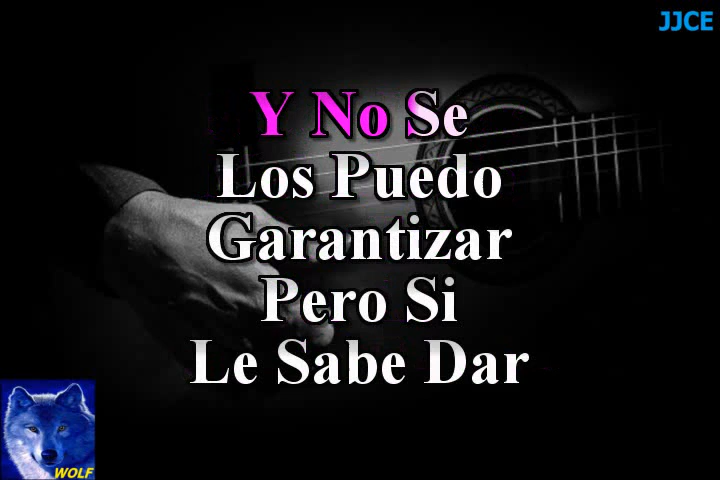 JJCE
Y No Se
Los Puedo
Garantizar
Pero Si
Le Sabe Dar
WOLF